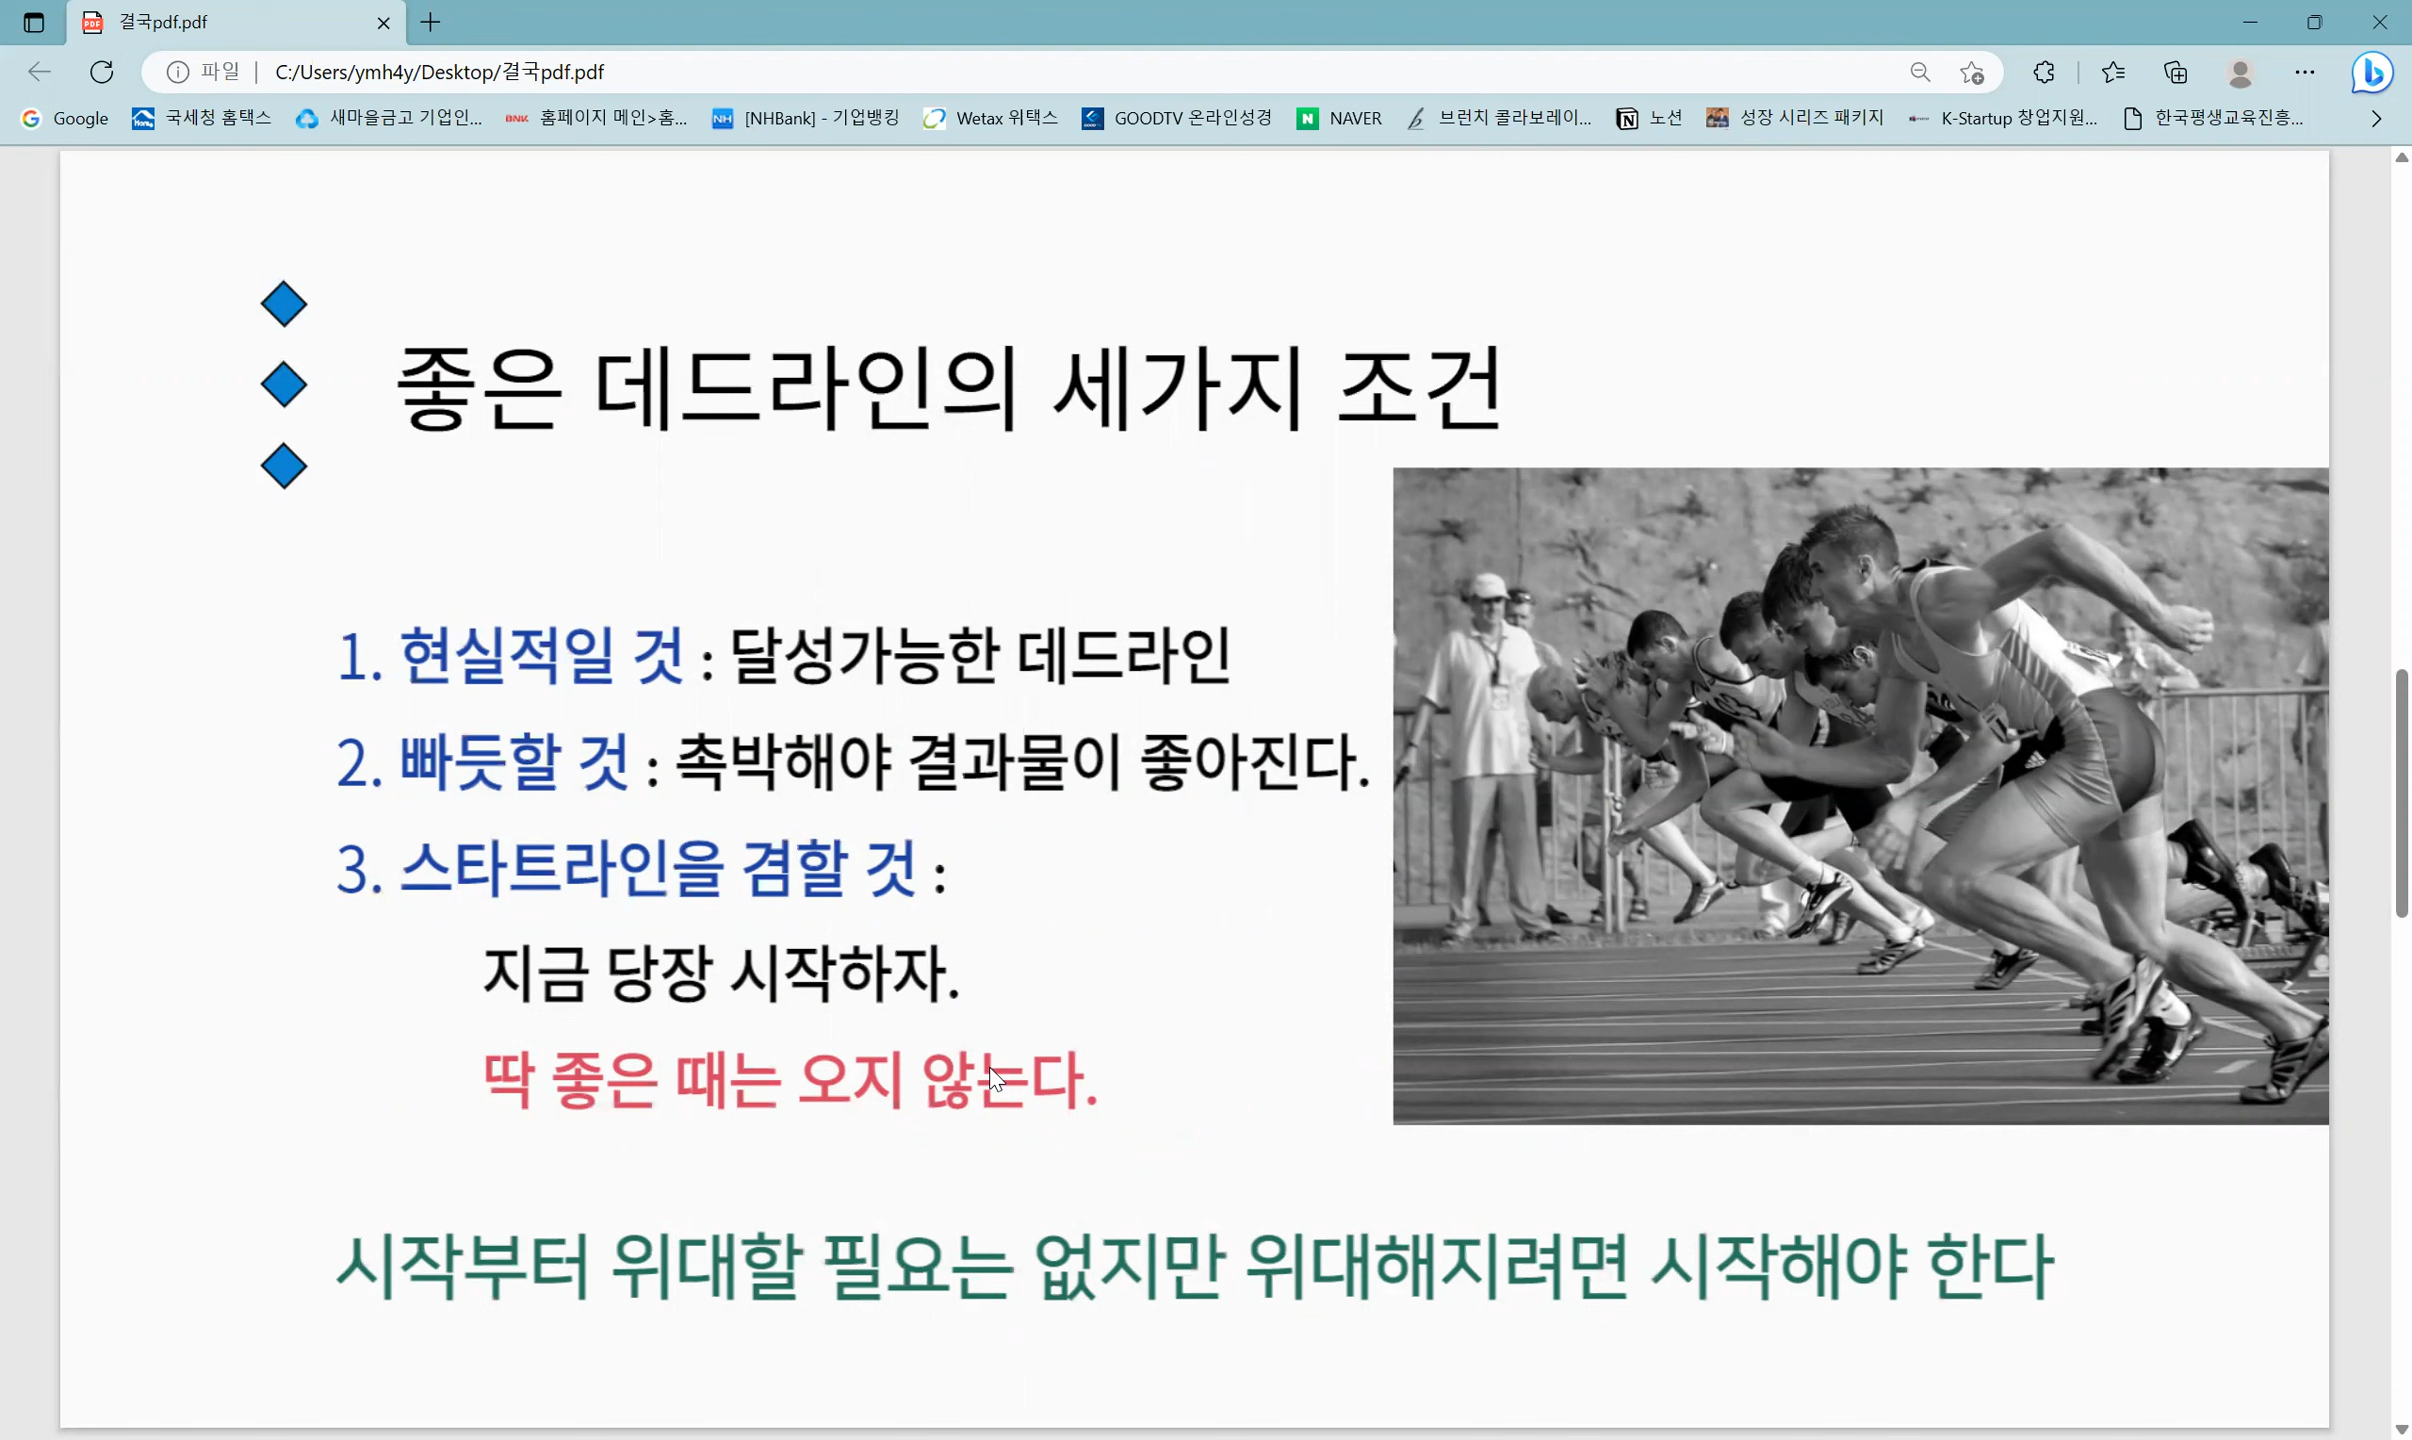 결국pdf.pdf
파일 | C:/Users/ymh4y/Desktop/결국pdf.pdf
Google 국세청 홈택스 새마을금고 기업인... BNK 홈페이지 메인>홈... NH [NHBank] - 기업뱅킹 Wetax 위택스 GOODTV 온라인성경 N NAVER 브런치 콜라보레이... 노션 성장 시리즈 패키지 K-Startup 창업지원... 한국평생교육진흥...
좋은 데드라인의 세가지 조건
1. 현실적일 것 : 달성가능한 데드라인
2. 빠듯할 것 : 촉박해야 결과물이 좋아진다.
3. 스타트라인을 겸할 것 :
지금 당장 시작하자.
딱 좋은 때는 오지 않는다.
시작부터 위대할 필요는 없지만 위대해지려면 시작해야 한다